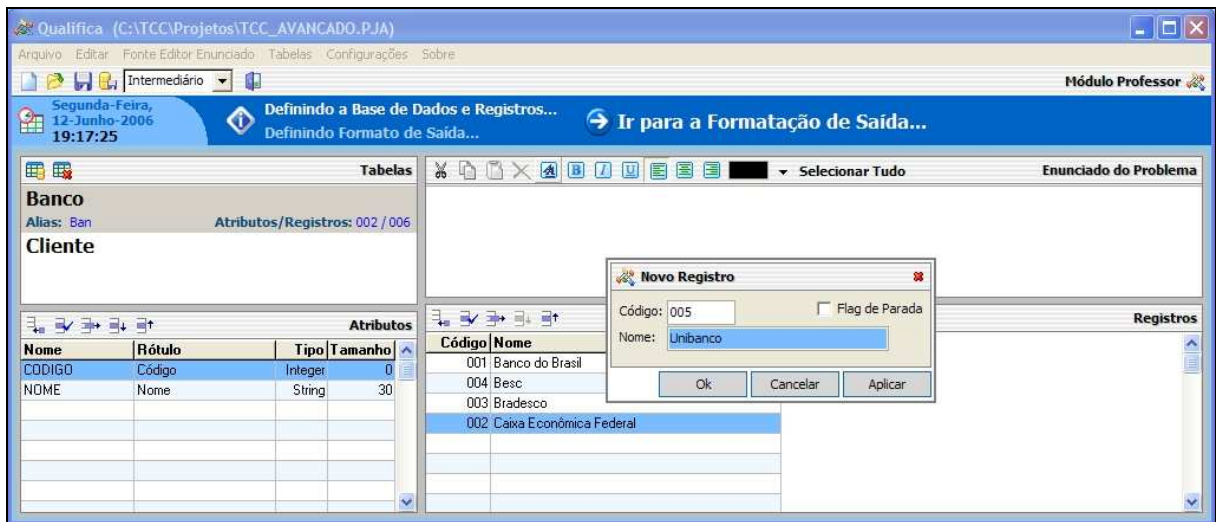 Qualifica (C:\TCC\Projetos\TCC_AVANCADO.PJA)
Arquivo Editar Fonte Editor Enunciado Tabelas Configurações Sobre
Intermediário Módulo Professor
Segunda-Feira,
12-Junho-2006
19:17:25
Definindo a Base de Dados e Registros...
Definindo Formato de Saída...
Ir para a Formatação de Saída...
Tabelas
Banco
Alias: Ban Atributos/Registros: 002 / 006
Cliente
A B I U Selecionar Tudo Enunciado do Problema
Novo Registro
Código: 005 Flag de Parada
Nome: Unibanco
Ok Cancelar Aplicar
Atributos
Nome Rótulo Tipo Tamanho
CODIGO Código Integer 0
NOME Nome String 30
Registros
Código Nome
001 Banco do Brasil
004 Besc
003 Bradesco
002 Caixa Econômica Federal